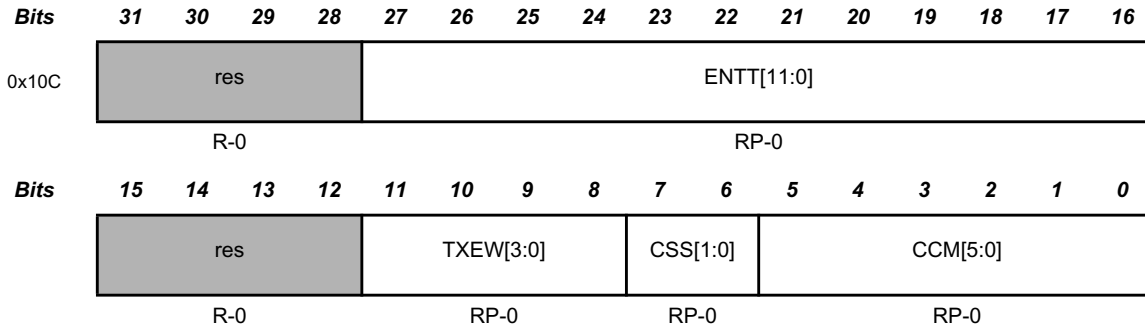 Bits 31 30 29 28 27 26 25 24 23 22 21 20 19 18 17 16
0x10C res ENTT[11:0]
R-0 RP-0
Bits 15 14 13 12 11 10 9 8 7 6 5 4 3 2 1 0
res TXEW[3:0] CSS[1:0] CCM[5:0]
R-0 RP-0 RP-0 RP-0